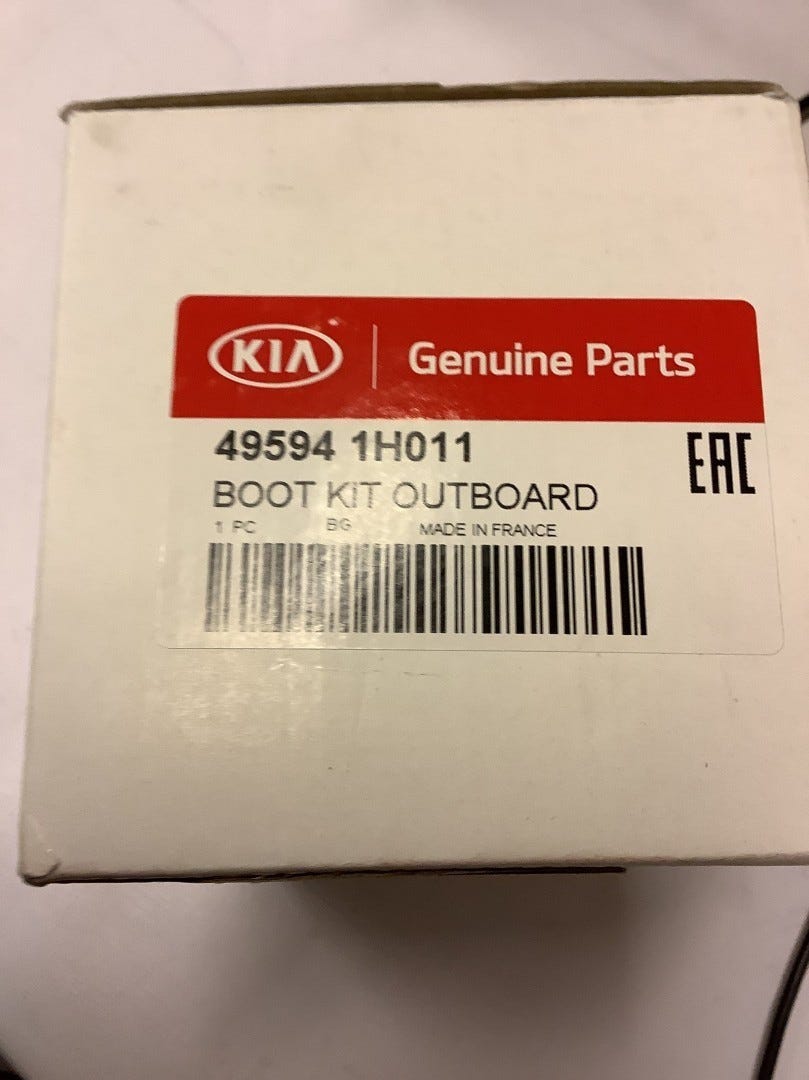 KIA Genuine Parts
49594 1H011
EAC
BOOT KIT OUTBOARD
1 PC BG MADE IN FRANCE